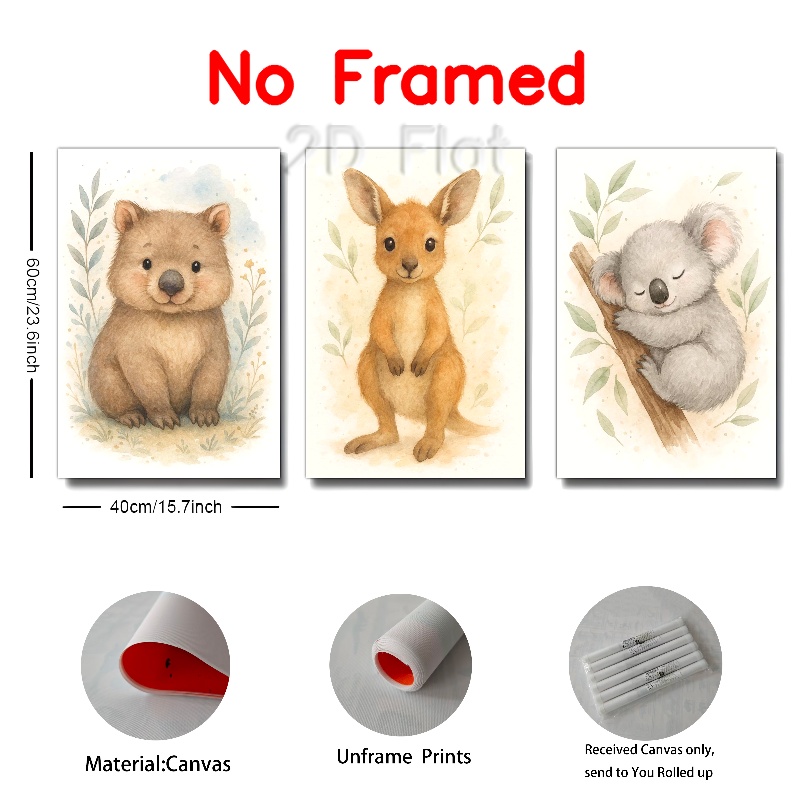 No Framed
2D Flat
60cm/23.6inch
40cm/15.7inch
Material:Canvas
Unframe Prints
Received Canvas only,
send to You Rolled up